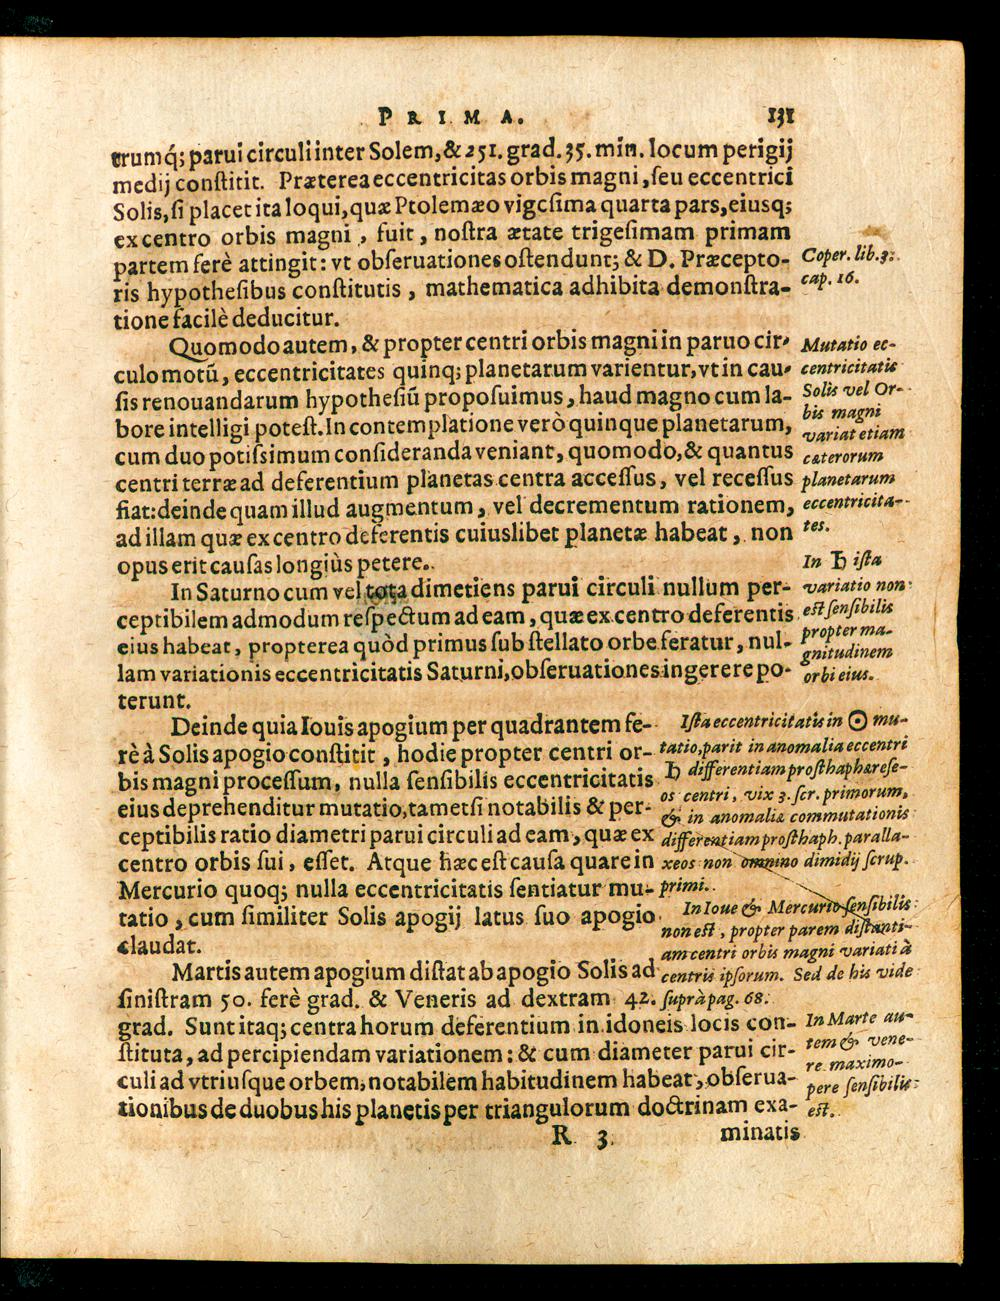 PRIMA. 131
trumq́; parui circuli inter Solem, & 251. grad. 35. min. locum perigij
medij conſtitit. Præterea eccentricitas orbis magni, ſeu eccentrici
Solis, ſi placet ita loqui, quæ Ptolemæo vigeſima quarta pars, eiusq;
ex centro orbis magni, fuit, noſtra ætate trigeſimam primam
partem ferè attingit: vt obſeruationes oſtendunt; & D. Præcepto-
ris hypotheſibus conſtitutis, mathematica adhibita demonſtra-
tione facilè deducitur.
Coper. lib. 3.
cap. 16.
Quomodo autem, & propter centri orbis magni in paruo cir-
culo motū, eccentricitates quinq; planetarum varientur, vt in cau-
ſis renouandarum hypotheſiū propoſuimus, haud magno cum la-
bore intelligi poteſt. In contemplatione verò quinque planetarum,
cum duo potiſsimum conſideranda veniant, quomodo, & quantus
centri terræ ad deferentium planetas centra acceſſus, vel receſſus
fiat: deinde quam illud augmentum, vel decrementum rationem,
ad illam quæ ex centro deferentis cuiuslibet planetæ habeat, non
opus erit cauſas longiùs petere.
Mutatio ec-
centricitatis
Solis vel Or-
bis magni
variat etiam
cæterorum
planetarum
eccentricita-
tes.
In Saturno cum vel tota dimetiens parui circuli nullum per-
ceptibilem admodum reſpectum ad eam, quæ ex centro deferentis
eius habeat, propterea quòd primus ſub ſtellato orbe feratur, nul-
lam variationis eccentricitatis Saturni, obſeruationes ingerere po-
terunt.
In ♄ iſta
variatio non
eſt ſenſibilis
propter ma-
gnitudinem
orbi eius.
Deinde quia Iouis apogium per quadrantem fe-
rè à Solis apogio conſtitit, hodie propter centri or-
bis magni proceſſum, nulla ſenſibilis eccentricitatis
eius deprehenditur mutatio, tametſi notabilis & per-
ceptibilis ratio diametri parui circuli ad eam, quæ ex
centro orbis ſui, eſſet. Atque hæc eſt cauſa quare in
Mercurio quoq; nulla eccentricitatis ſentiatur mu-
tatio, cum ſimiliter Solis apogij latus ſuo apogio
claudat.
Iſta eccentricitatis in ☉ mu-
tatio, parit in anomalia eccentri
♄ differentiam proſthaphæreſe-
os centri, vix 3. ſcr. primorum,
& in anomalia commutationis
differentiam proſthaph. paralla-
xeos non omnino dimidij ſcrup.
primi.
In Ioue & Mercurio ſenſibilis
non eſt, propter parem diſtanti-
am centri orbis magni variati à
centris ipſorum. Sed de his vide
ſuprà pag. 68.
Martis autem apogium diſtat ab apogio Solis ad
ſiniſtram 50. ferè grad. & Veneris ad dextram 42.
grad. Sunt itaq; centra horum deferentium in idoneis locis con-
ſtituta, ad percipiendam variationem: & cum diameter parui cir-
culi ad vtriuſque orbem, notabilem habitudinem habeat, obſerua-
tionibus de duobus his planetis per triangulorum doctrinam exa-
In Marte au-
tem & vene-
re maximo-
pere ſenſibilis
eſt.
R 3. minatis